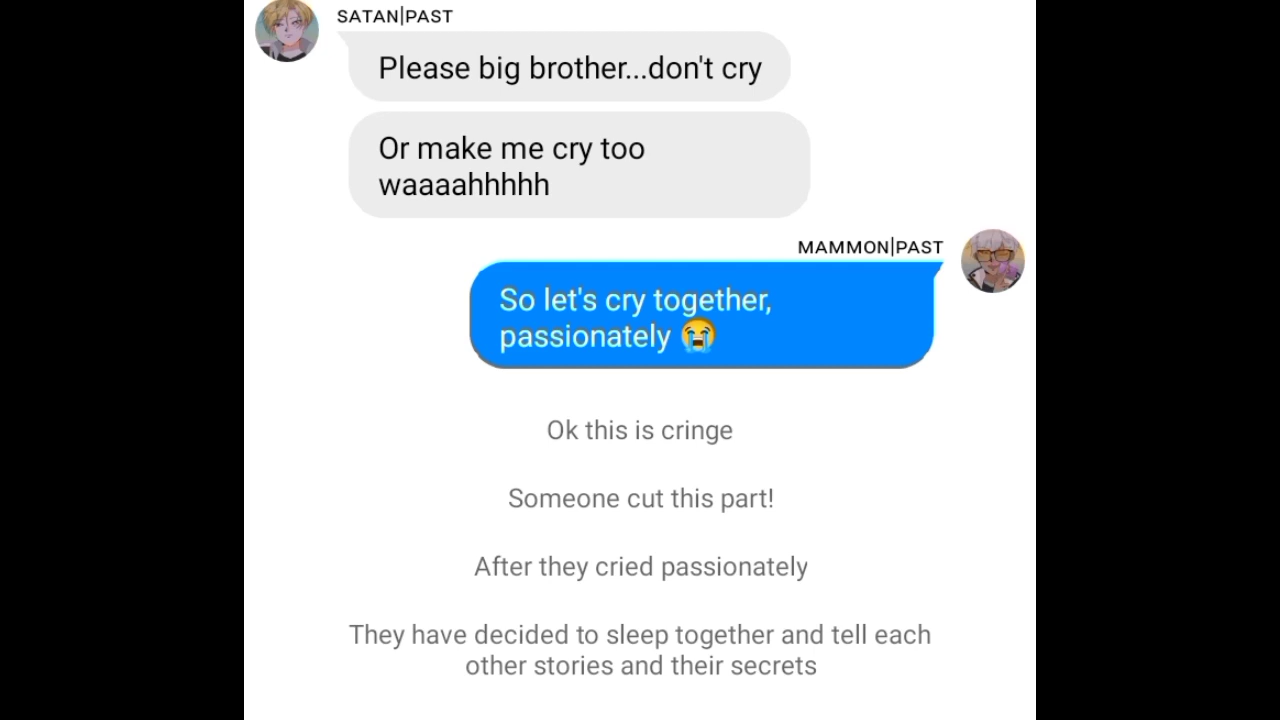 SATAN|PAST
Please big brother...don't cry
Or make me cry too
waaaahhhhh
MAMMON|PAST
So let's cry together,
passionately 😭
Ok this is cringe
Someone cut this part!
After they cried passionately
They have decided to sleep together and tell each
other stories and their secrets